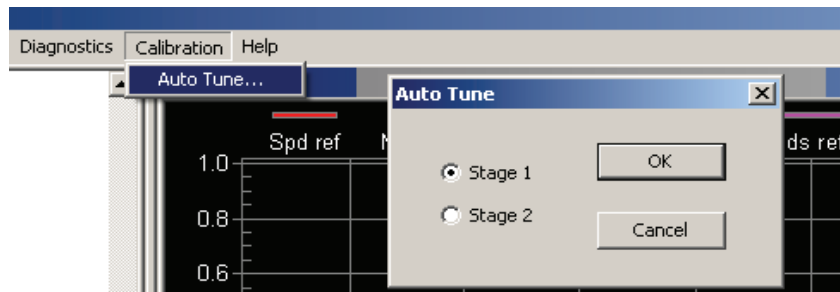 Diagnostics Calibration Help
Auto Tune...
Auto Tune
Spd ref
ds ref
1.0
0.8
0.6
Stage 1
Stage 2
OK
Cancel